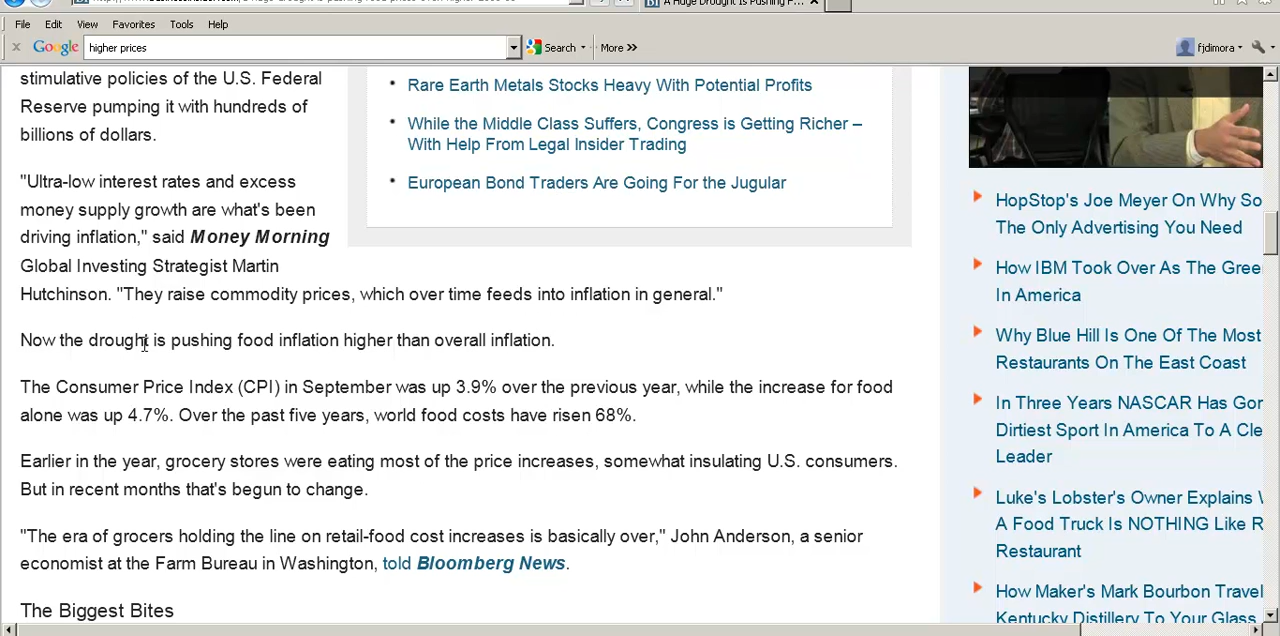 A Huge Drought Is Pushing F...
File Edit View Favorites Tools Help
Google higher prices Search More >> fjdimora
stimulative policies of the U.S. Federal
Reserve pumping it with hundreds of
billions of dollars.
"Ultra-low interest rates and excess
money supply growth are what's been
driving inflation," said Money Morning
Global Investing Strategist Martin
Hutchinson. "They raise commodity prices, which over time feeds into inflation in general."
Now the drought is pushing food inflation higher than overall inflation.
The Consumer Price Index (CPI) in September was up 3.9% over the previous year, while the increase for food
alone was up 4.7%. Over the past five years, world food costs have risen 68%.
Earlier in the year, grocery stores were eating most of the price increases, somewhat insulating U.S. consumers.
But in recent months that's begun to change.
"The era of grocers holding the line on retail-food cost increases is basically over," John Anderson, a senior
economist at the Farm Bureau in Washington, told Bloomberg News.
The Biggest Bites
• Rare Earth Metals Stocks Heavy With Potential Profits
• While the Middle Class Suffers, Congress is Getting Richer –
With Help From Legal Insider Trading
• European Bond Traders Are Going For the Jugular
HopStop's Joe Meyer On Why So
The Only Advertising You Need
How IBM Took Over As The Gree
In America
Why Blue Hill Is One Of The Most
Restaurants On The East Coast
In Three Years NASCAR Has Gor
Dirtiest Sport In America To A Cle
Leader
Luke's Lobster's Owner Explains W
A Food Truck Is NOTHING Like R
Restaurant
How Maker's Mark Bourbon Travel
Kentucky Distillery To Your Glass